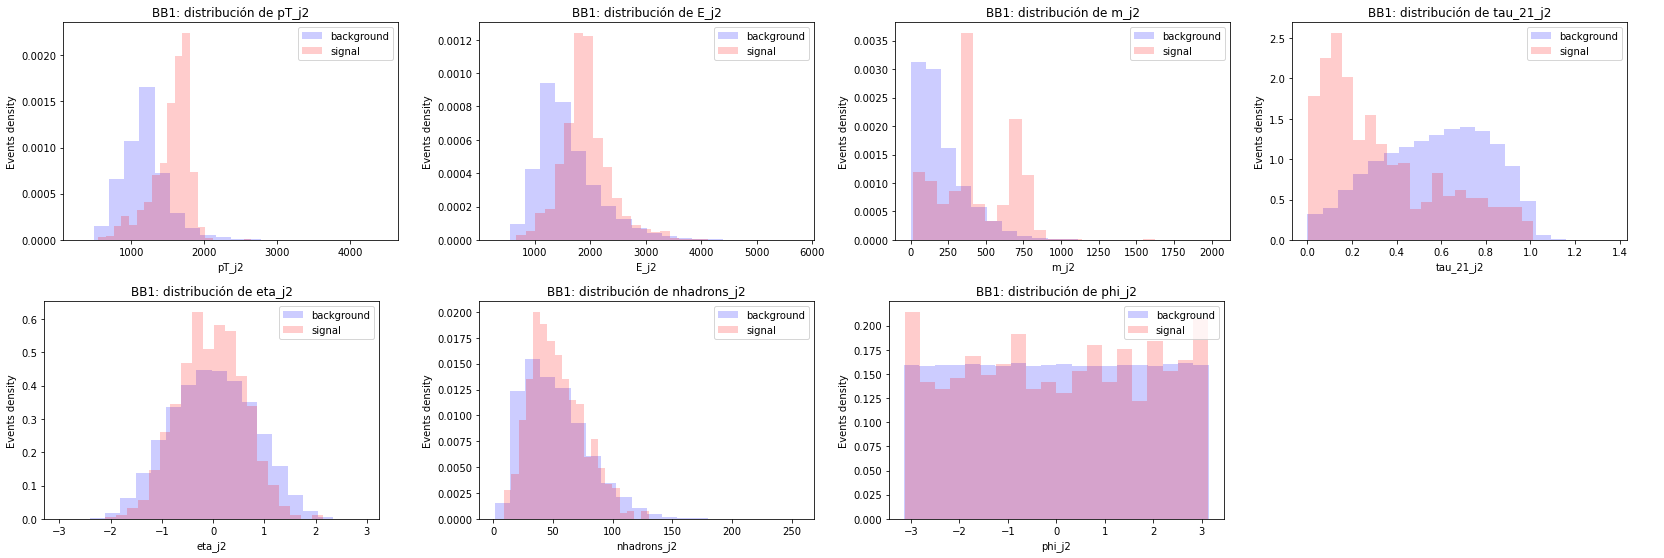 BB1: distribución de pT_j2
background
signal
Events density
0.0020
0.0015
0.0010
0.0005
0.0000
1000 2000 3000 4000
pT_j2
BB1: distribución de E_j2
background
signal
Events density
0.0012
0.0010
0.0008
0.0006
0.0004
0.0002
0.0000
1000 2000 3000 4000 5000 6000
E_j2
BB1: distribución de m_j2
background
signal
Events density
0.0035
0.0030
0.0025
0.0020
0.0015
0.0010
0.0005
0.0000
0 250 500 750 1000 1250 1500 1750 2000
m_j2
BB1: distribución de tau_21_j2
background
signal
Events density
2.5
2.0
1.5
1.0
0.5
0.0
0.0 0.2 0.4 0.6 0.8 1.0 1.2 1.4
tau_21_j2
BB1: distribución de eta_j2
background
signal
Events density
0.6
0.5
0.4
0.3
0.2
0.1
0.0
−3 −2 −1 0 1 2 3
eta_j2
BB1: distribución de nhadrons_j2
background
signal
Events density
0.0200
0.0175
0.0150
0.0125
0.0100
0.0075
0.0050
0.0025
0.0000
0 50 100 150 200 250
nhadrons_j2
BB1: distribución de phi_j2
background
signal
Events density
0.200
0.175
0.150
0.125
0.100
0.075
0.050
0.025
0.000
−3 −2 −1 0 1 2 3
phi_j2